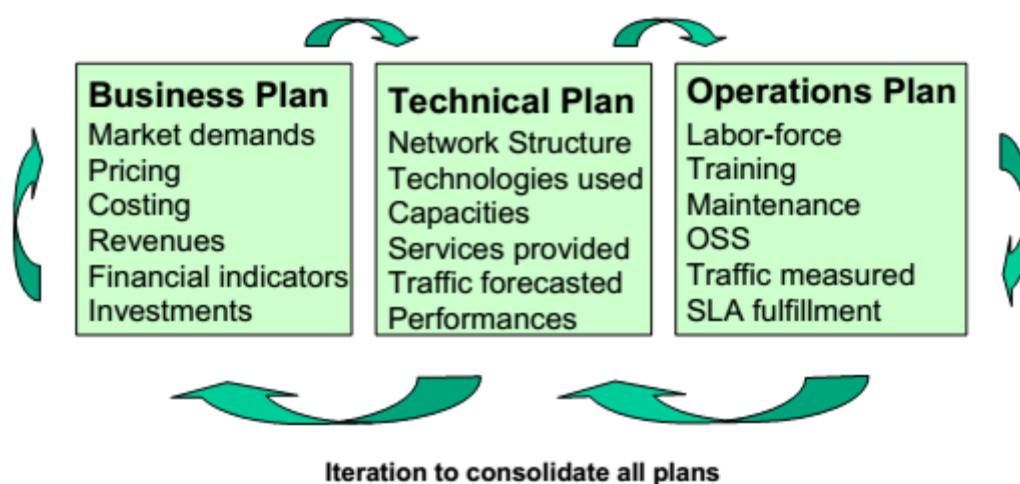 Business Plan
Market demands
Pricing
Costing
Revenues
Financial indicators
Investments
Technical Plan
Network Structure
Technologies used
Capacities
Services provided
Traffic forecasted
Performances
Operations Plan
Labor-force
Training
Maintenance
OSS
Traffic measured
SLA fulfillment
Iteration to consolidate all plans